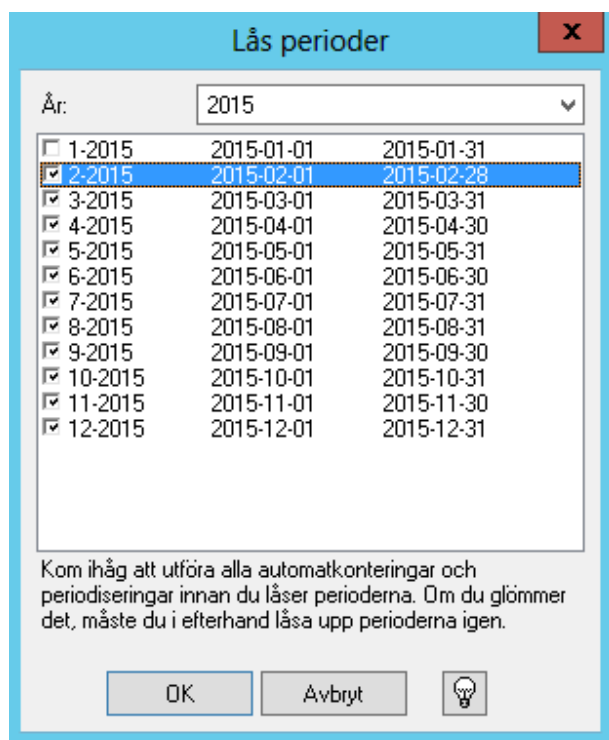 Lås perioder
År: 2015
1-2015 2015-01-01 2015-01-31
2-2015 2015-02-01 2015-02-28
3-2015 2015-03-01 2015-03-31
4-2015 2015-04-01 2015-04-30
5-2015 2015-05-01 2015-05-31
6-2015 2015-06-01 2015-06-30
7-2015 2015-07-01 2015-07-31
8-2015 2015-08-01 2015-08-31
9-2015 2015-09-01 2015-09-30
10-2015 2015-10-01 2015-10-31
11-2015 2015-11-01 2015-11-30
12-2015 2015-12-01 2015-12-31
Kom ihåg att utföra alla automatkonteringar och
periodiseringar innan du låser perioderna. Om du glömmer
det, måste du i efterhand låsa upp perioderna igen.
OK Avbryt